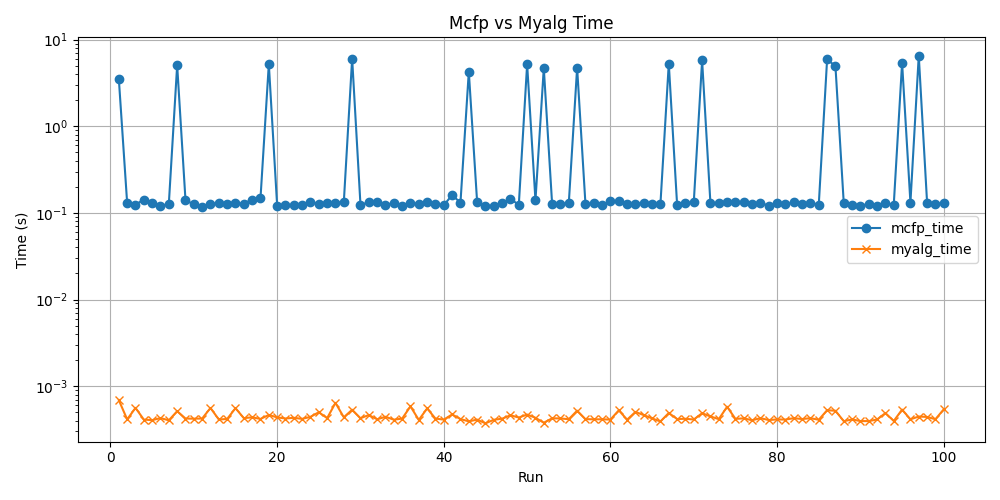 Mcfp vs Myalg Time
Time (s)
10¹
10⁰
10⁻¹
10⁻²
10⁻³
mcfp_time
myalg_time
0 20 40 60 80 100
Run